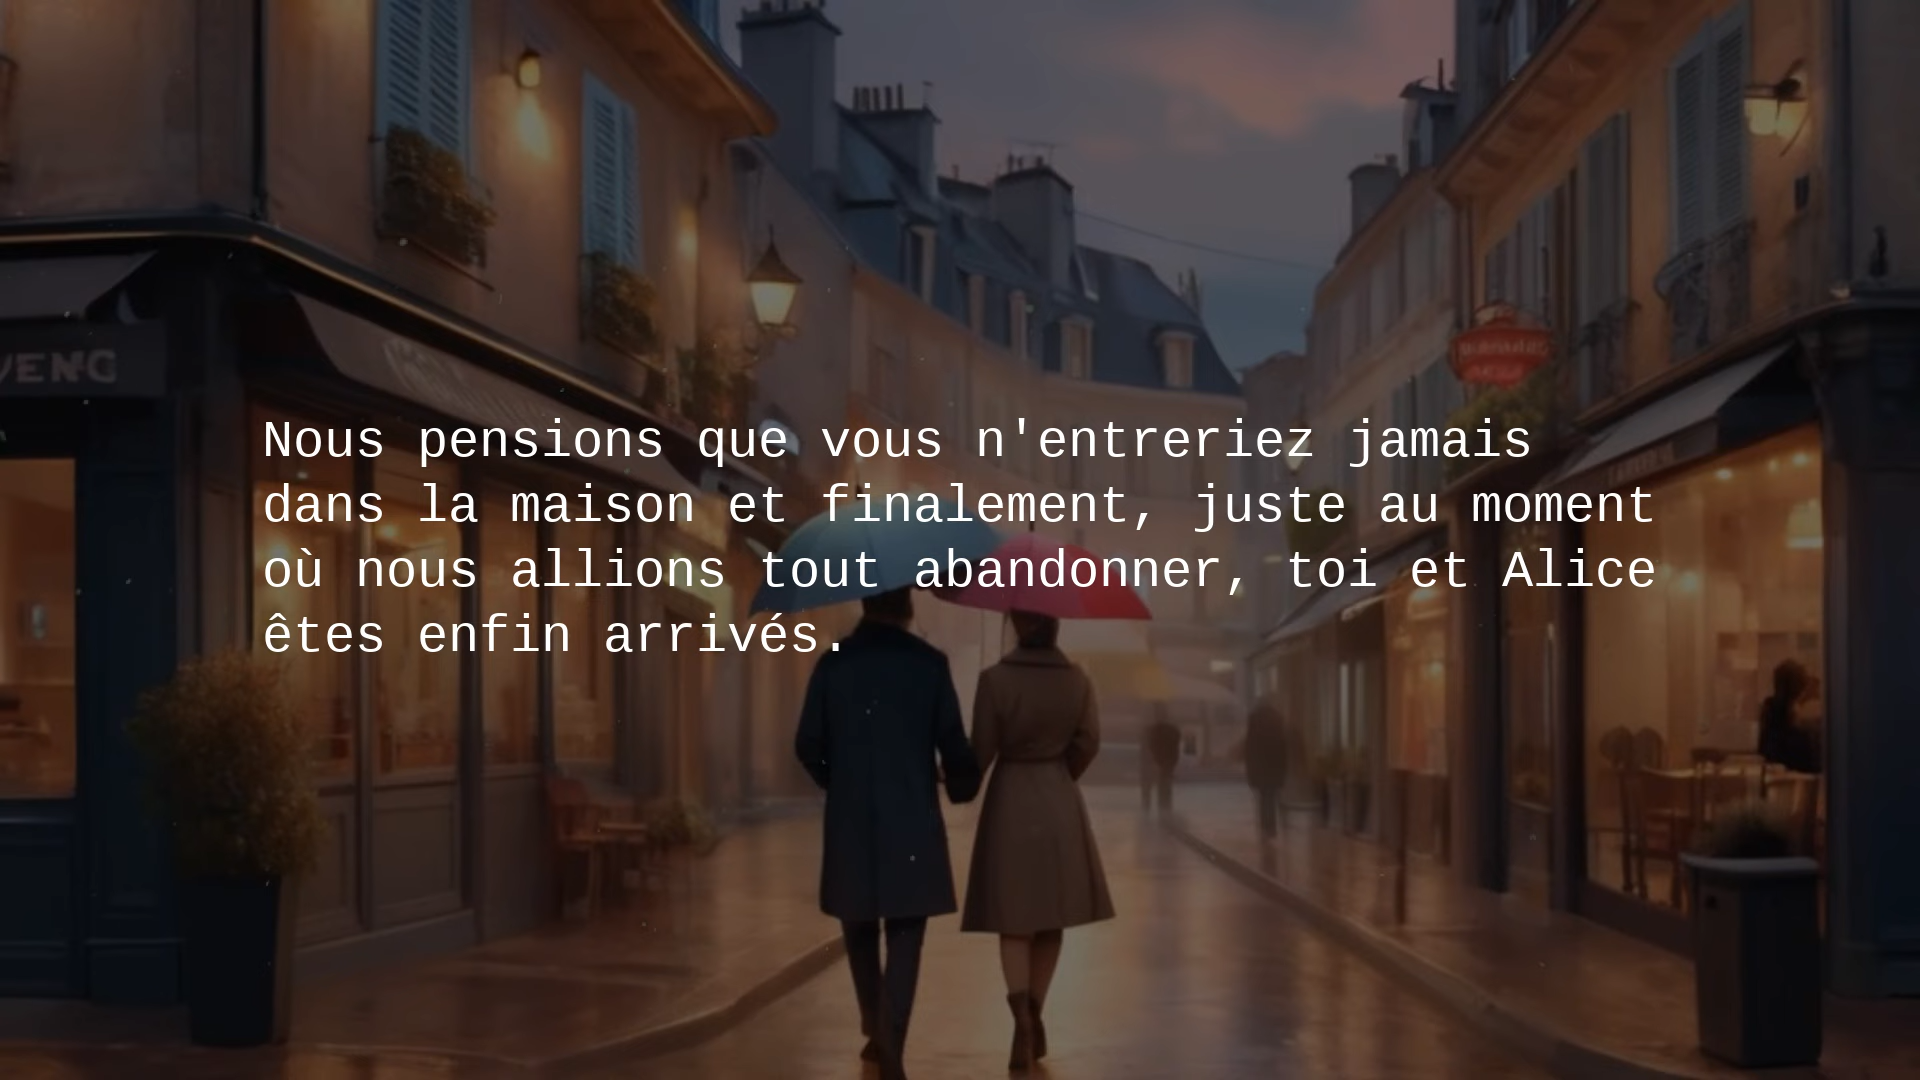 VENG
Nous pensions que vous n'entreriez jamais
dans la maison et finalement, juste au moment
où nous allions tout abandonner, toi et Alice
êtes enfin arrivés.